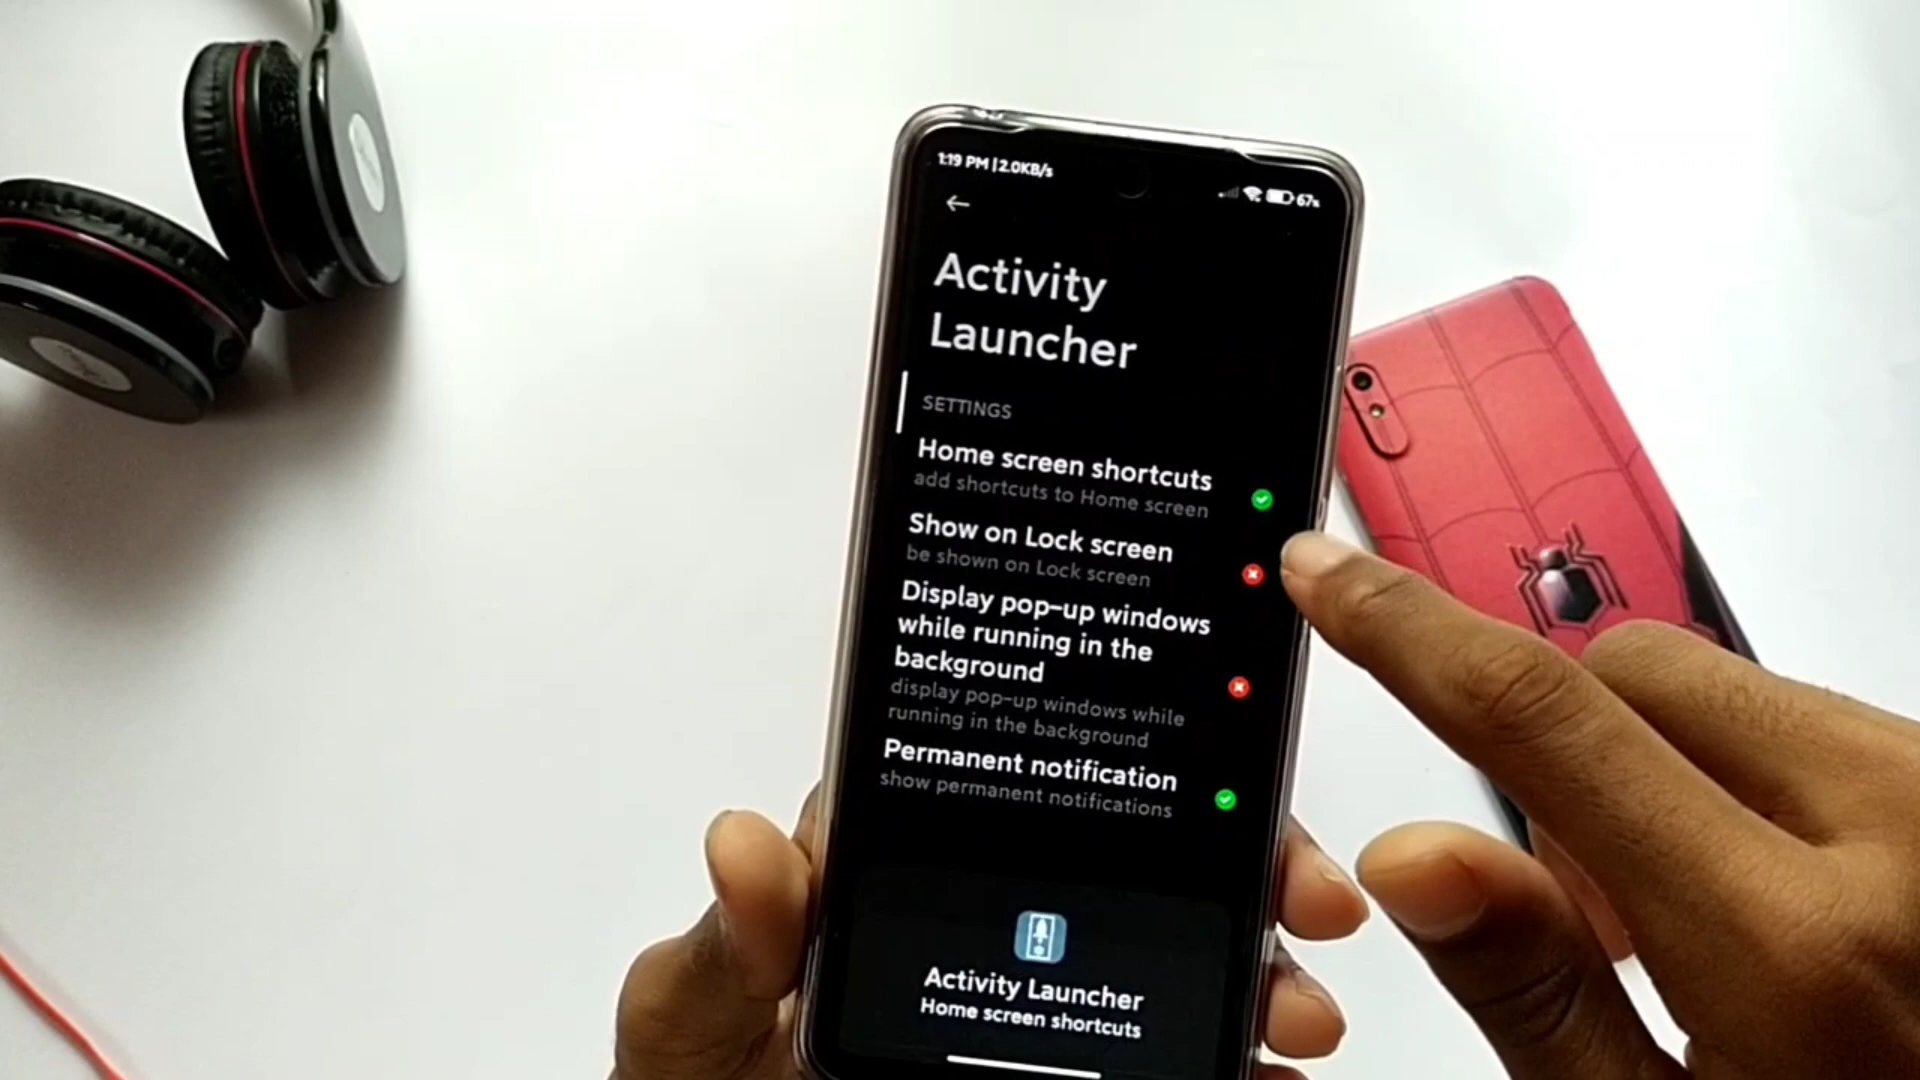 1:19 PM | 2.0KB/s
67%
Activity
Launcher
SETTINGS
Home screen shortcuts
add shortcuts to Home screen
Show on Lock screen
be shown on Lock screen
Display pop-up windows
while running in the
background
display pop-up windows while
running in the background
Permanent notification
show permanent notifications
Activity Launcher
Home screen shortcuts